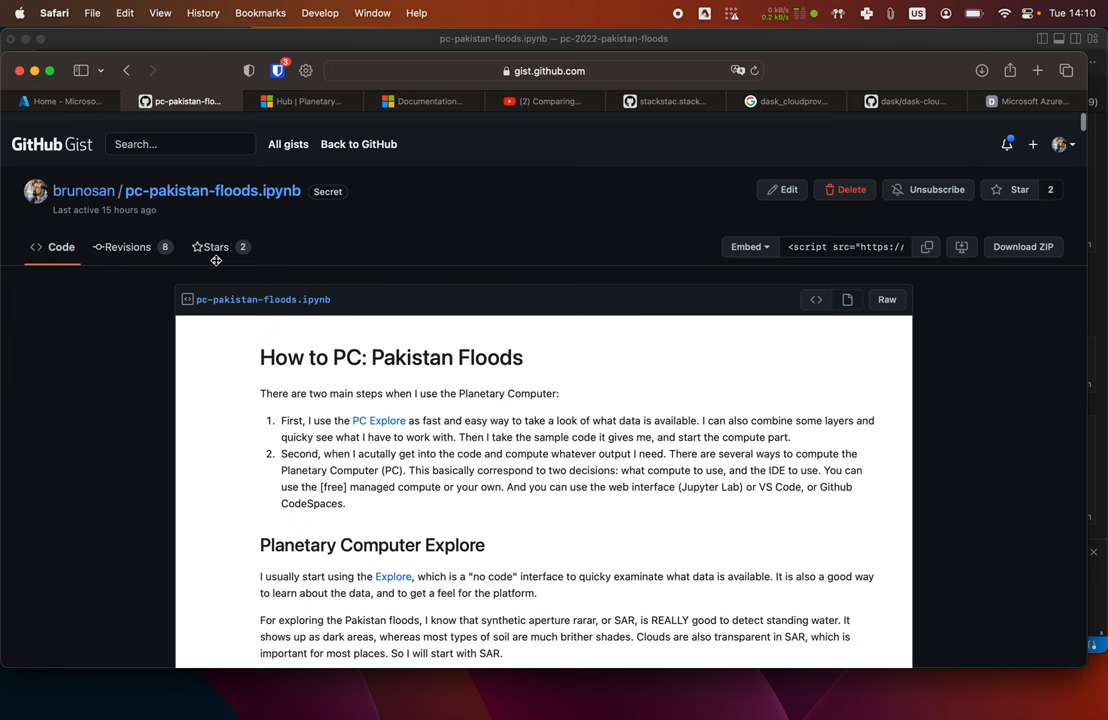 Safari File Edit View History Bookmarks Develop Window Help
0 kB/s
0.2 kB/s
US
Tue 14:10
pc-pakistan-floods.ipynb — pc-2022-pakistan-floods
3
gist.github.com
Home - Microso...
pc-pakistan-flo...
Hub | Planetary...
Documentation...
(2) Comparing...
stackstac.stack...
dask_cloudprov...
dask/dask-clou...
Microsoft Azure...
9)
GitHub Gist
Search...
All gists
Back to GitHub
brunosan / pc-pakistan-floods.ipynb
Secret
Last active 15 hours ago
Edit
Delete
Unsubscribe
Star
2
Code
Revisions 8
Stars 2
Embed
<script src="https:/
Download ZIP
pc-pakistan-floods.ipynb
<>
Raw
How to PC: Pakistan Floods
There are two main steps when I use the Planetary Computer:
1. First, I use the PC Explore as fast and easy way to take a look of what data is available. I can also combine some layers and
quickly see what I have to work with. Then I take the sample code it gives me, and start the compute part.
2. Second, when I acutally get into the code and compute whatever output I need. There are several ways to compute the
Planetary Computer (PC). This basically correspond to two decisions: what compute to use, and the IDE to use. You can
use the [free] managed compute or your own. And you can use the web interface (Jupyter Lab) or VS Code, or Github
CodeSpaces.
Planetary Computer Explore
I usually start using the Explore, which is a "no code" interface to quicky examinate what data is available. It is also a good way
to learn about the data, and to get a feel for the platform.
For exploring the Pakistan floods, I know that synthetic aperture rarar, or SAR, is REALLY good to detect standing water. It
shows up as dark areas, whereas most types of soil are much brither shades. Clouds are also transparent in SAR, which is
important for most places. So I will start with SAR.